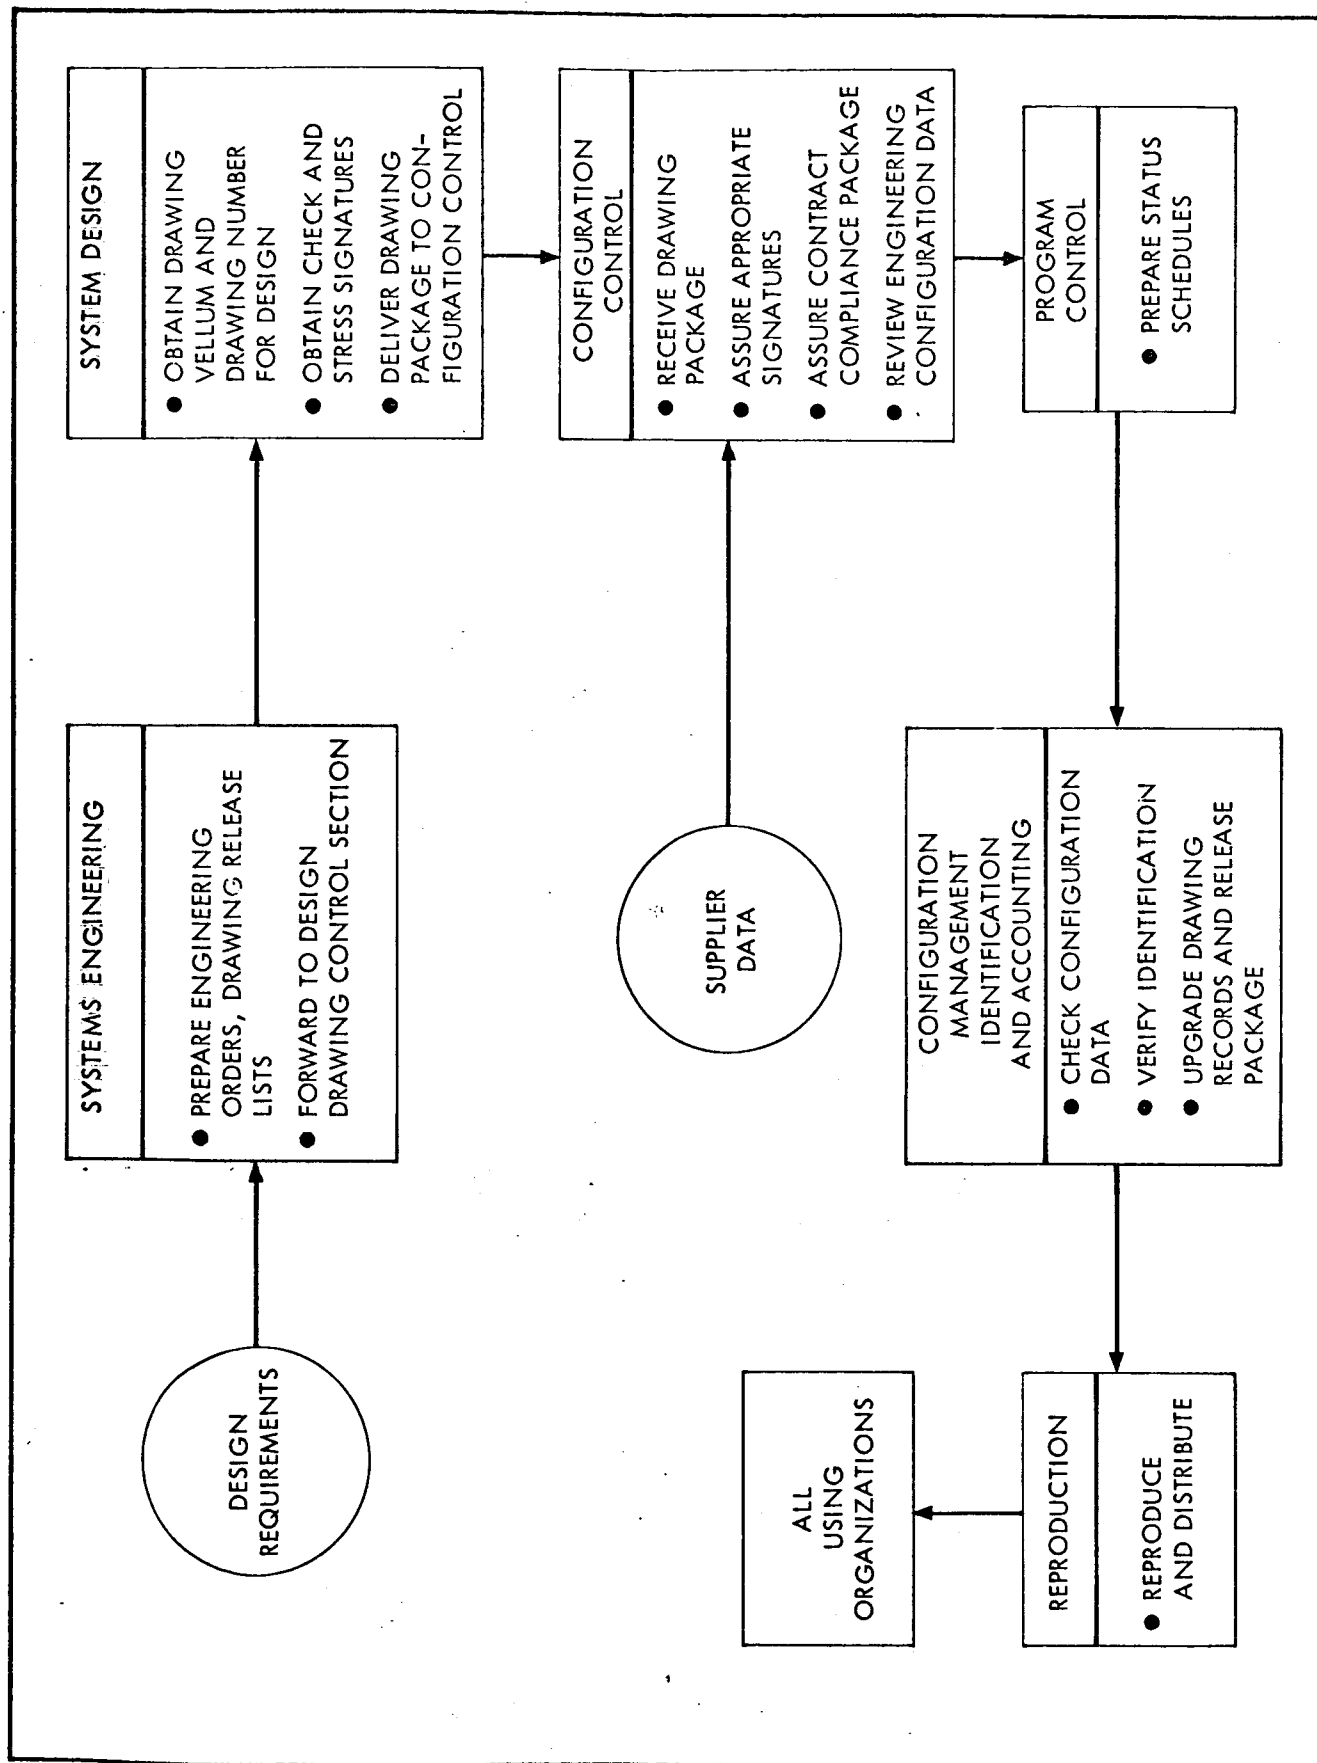 DESIGN
REQUIREMENTS
SYSTEMS ENGINEERING
● PREPARE ENGINEERING
ORDERS, DRAWING RELEASE
LISTS
● FORWARD TO DESIGN
DRAWING CONTROL SECTION
SYSTEM DESIGN
● OBTAIN DRAWING
VELLUM AND
DRAWING NUMBER
FOR DESIGN
● OBTAIN CHECK AND
STRESS SIGNATURES
● DELIVER DRAWING
PACKAGE TO CON-
FIGURATION CONTROL
SUPPLIER
DATA
CONFIGURATION
CONTROL
● RECEIVE DRAWING
PACKAGE
● ASSURE APPROPRIATE
SIGNATURES
● ASSURE CONTRACT
COMPLIANCE PACKAGE
● REVIEW ENGINEERING
CONFIGURATION DATA
PROGRAM
CONTROL
● PREPARE STATUS
SCHEDULES
CONFIGURATION
MANAGEMENT
IDENTIFICATION
AND ACCOUNTING
● CHECK CONFIGURATION
DATA
● VERIFY IDENTIFICATION
● UPGRADE DRAWING
RECORDS AND RELEASE
PACKAGE
REPRODUCTION
● REPRODUCE
AND DISTRIBUTE
ALL
USING
ORGANIZATIONS